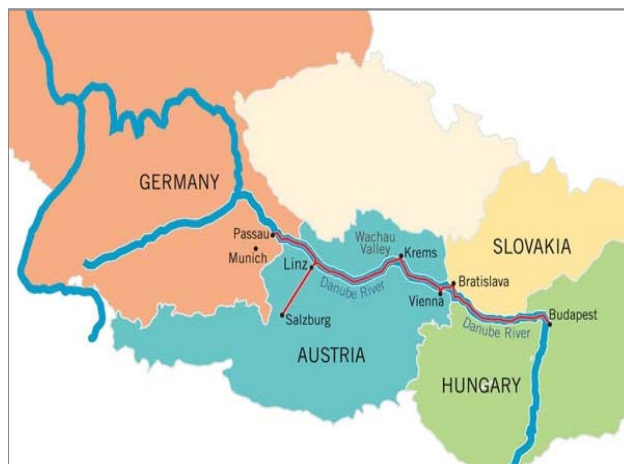 GERMANY
Passau
Munich
Linz
Salzburg
Wachau
Valley
Krems
Danube River
AUSTRIA
Vienna
Bratislava
SLOVAKIA
Danube River
Budapest
HUNGARY